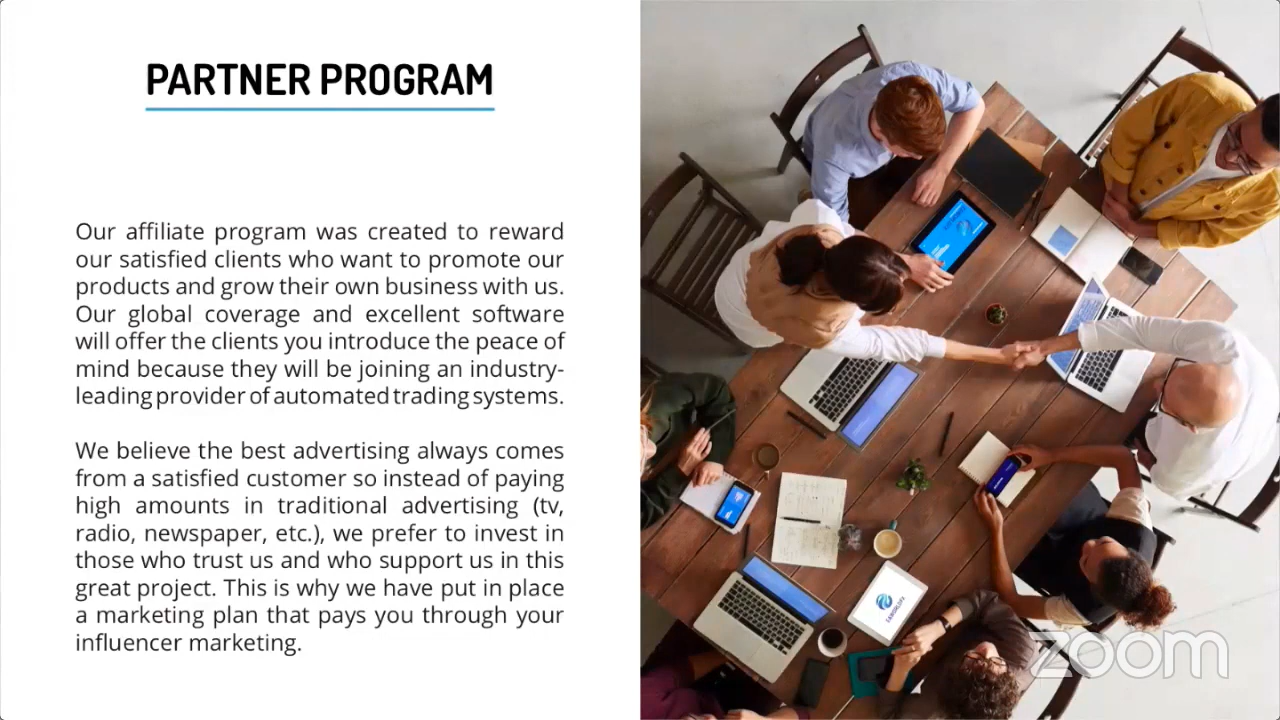 PARTNER PROGRAM
Our affiliate program was created to reward
our satisfied clients who want to promote our
products and grow their own business with us.
Our global coverage and excellent software
will offer the clients you introduce the peace of
mind because they will be joining an industry-
leading provider of automated trading systems.
We believe the best advertising always comes
from a satisfied customer so instead of paying
high amounts in traditional advertising (tv,
radio, newspaper, etc.), we prefer to invest in
those who trust us and who support us in this
great project. This is why we have put in place
a marketing plan that pays you through your
influencer marketing.
zoom